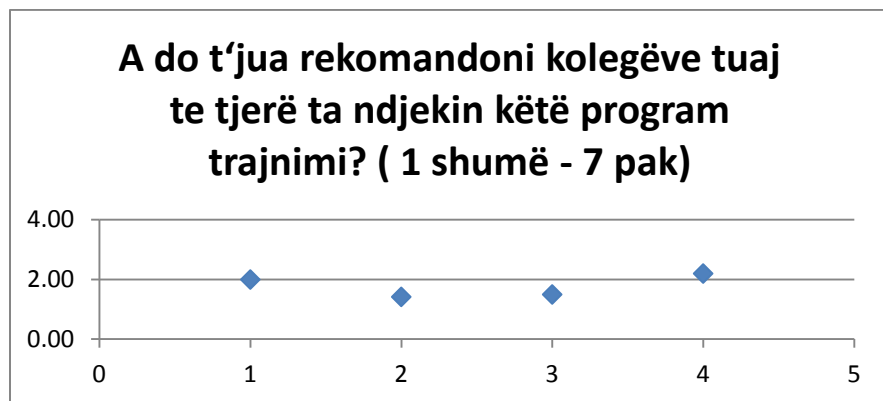 A do t‘jua rekomandoni kolegëve tuaj
te tjerë ta ndjekin këtë program
trajnimi? ( 1 shumë - 7 pak)
4.00
2.00
0.00
0 1 2 3 4 5